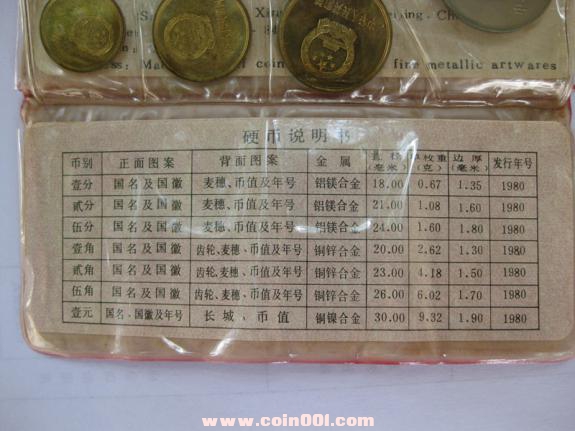 Xin
jing, Ch
coin
fine metallic artwares
硬币说明书
币别 正面图案 背面图案 金属 直径(毫米) 单枚重(克) 边厚(毫米) 发行年号
壹分 国名及国徽 麦穗、币值及年号 铝镁合金 18.00 0.67 1.35 1980
贰分 国名及国徽 麦穗、币值及年号 铝镁合金 21.00 1.08 1.60 1980
伍分 国名及国徽 麦穗、币值及年号 铝镁合金 24.00 1.60 1.80 1980
壹角 国名及国徽 齿轮、麦穗、币值及年号 铜锌合金 20.00 2.62 1.30 1980
贰角 国名及国徽 齿轮、麦穗、币值及年号 铜锌合金 23.00 4.18 1.50 1980
伍角 国名及国徽 齿轮、麦穗、币值及年号 铜锌合金 26.00 6.02 1.70 1980
壹元 国名、国徽及年号 长城、币值 铜镍合金 30.00 9.32 1.90 1980
www.coin001.com